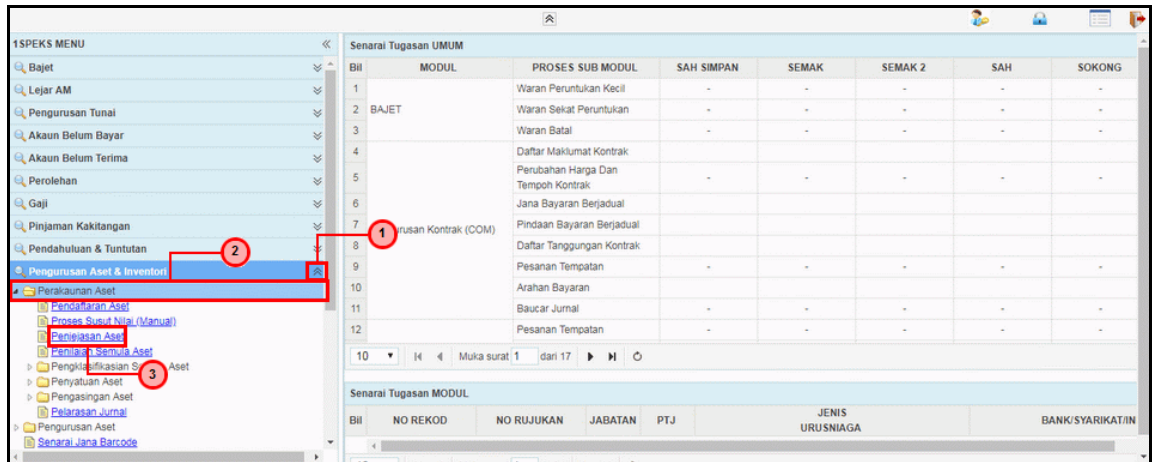 1SPEKS MENU
Bajet
Lejar AM
Pengurusan Tunai
Akaun Belum Bayar
Akaun Belum Terima
Perolehan
Gaji
Pinjaman Kakitangan
Pendahuluan & Tuntutan
Pengurusan Aset & Inventori
Perakaunan Aset
Pendaftaran Aset
Proses Susut Nilai (Manual)
Penjejasan Aset
Penilaian Semula Aset
Pengklasifikasian S Aset
Penyatuan Aset
Pengasingan Aset
Pelarasan Jurnal
Pengurusan Aset
Senarai Jana Barcode
1
2
3
Senarai Tugasan UMUM
Bil MODUL PROSES SUB MODUL SAH SIMPAN SEMAK SEMAK 2 SAH SOKONG
1 Waran Peruntukan Kecil - - - - -
2 BAJET Waran Sekat Peruntukan - - - - -
3 Waran Batal - - - - -
4 Daftar Maklumat Kontrak
5 Perubahan Harga Dan
Tempoh Kontrak - - - - -
6 Jana Bayaran Berjadual
7 rusan Kontrak (COM) Pindaan Bayaran Berjadual
8 Daftar Tanggungan Kontrak
9 Pesanan Tempatan - - - - -
10 Arahan Bayaran
11 Baucar Jurnal - -
12 Pesanan Tempatan - - - - -
10 Muka surat 1 dari 17
Senarai Tugasan MODUL
Bil NO REKOD NO RUJUKAN JABATAN PTJ JENIS
URUSNIAGA BANK/SYARIKAT/IN